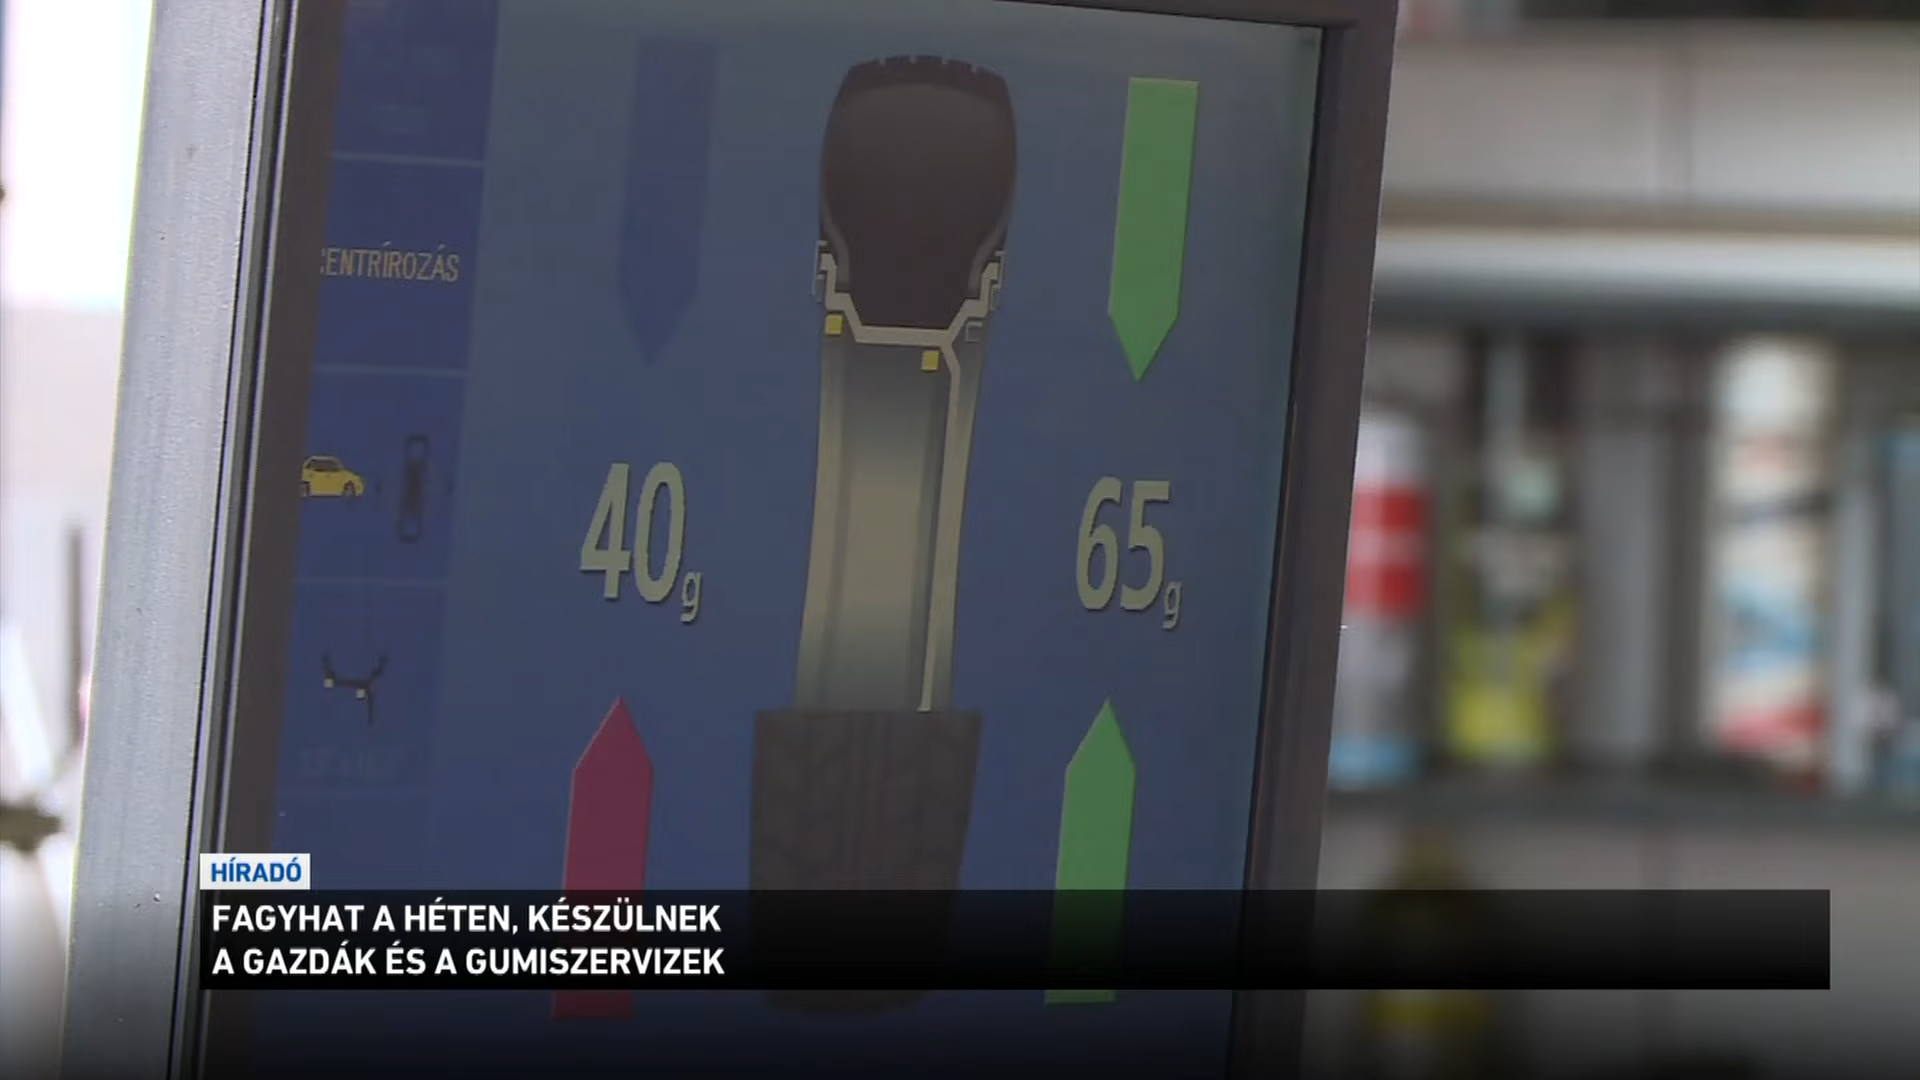 CENTRÍROZÁS
40g
65g
HÍRADÓ
FAGYHAT A HÉTEN, KÉSZÜLNEK
A GAZDÁK ÉS A GUMISZERVIZEK